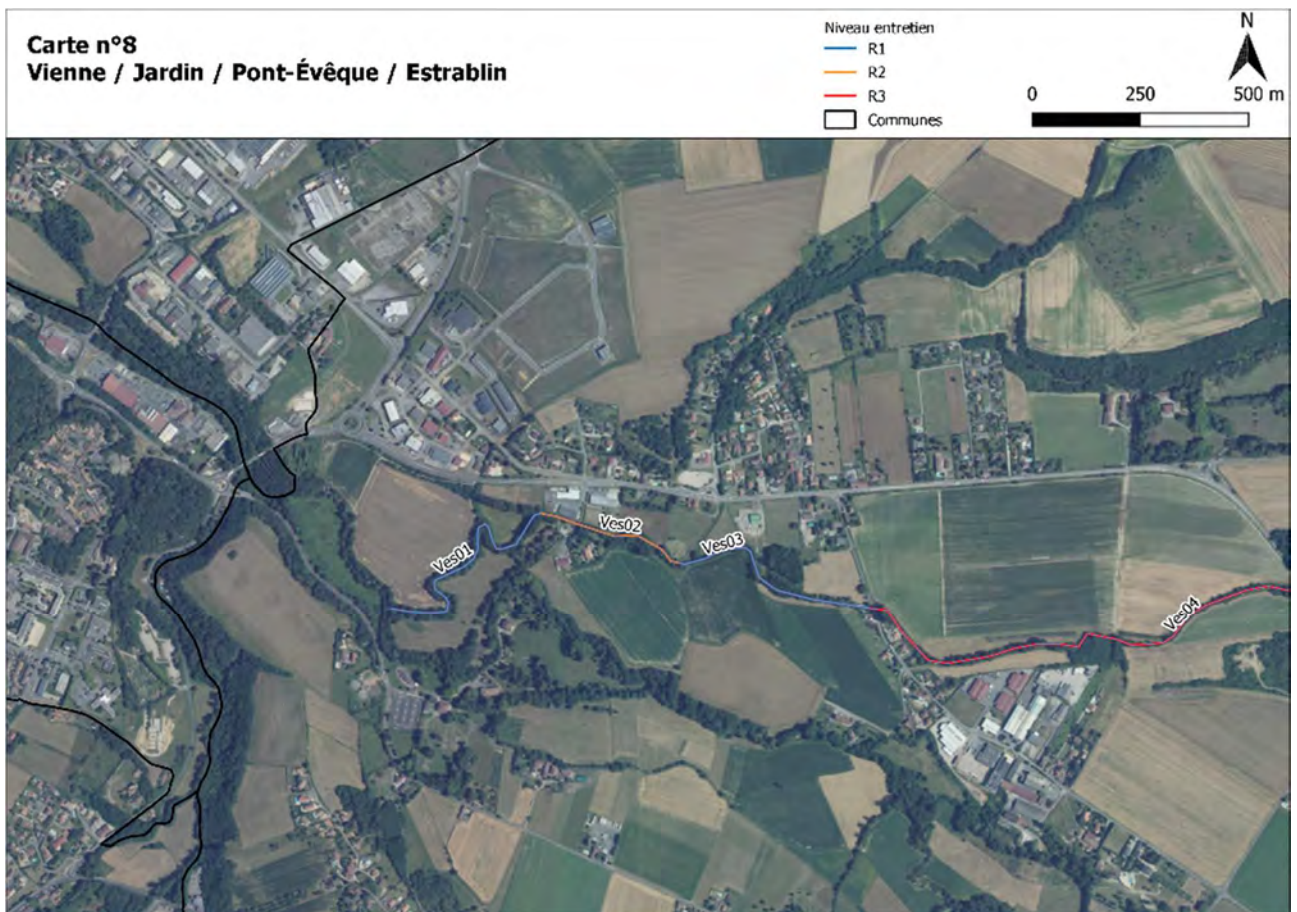 Carte n°8
Vienne / Jardin / Pont-Évêque / Estrablin
Niveau entretien
R1
R2
R3
Communes
N
0 250 500 m
Ves01
Ves02
Ves03
Ves04